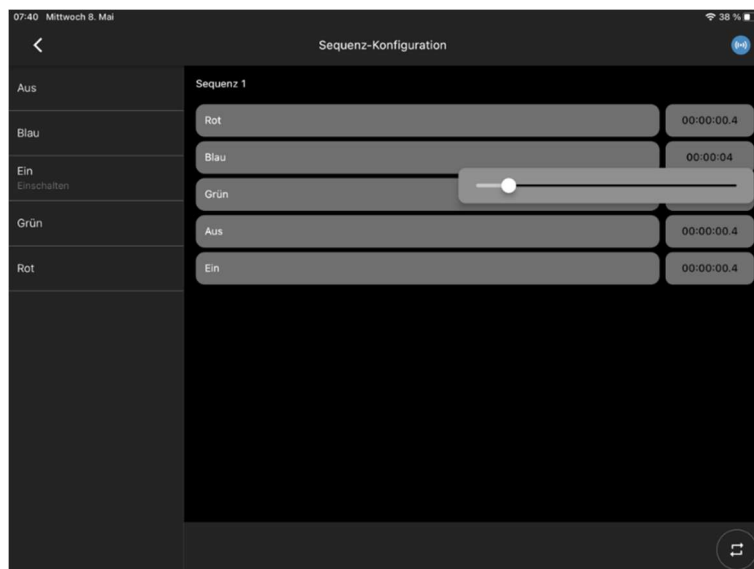 07:40 Mittwoch 8. Mai
38 %
Sequenz-Konfiguration
Aus
Blau
Ein
Einschalten
Grün
Rot
Sequenz 1
Rot 00:00:00.4
Blau 00:00:04
Grün
Aus 00:00:00.4
Ein 00:00:00.4